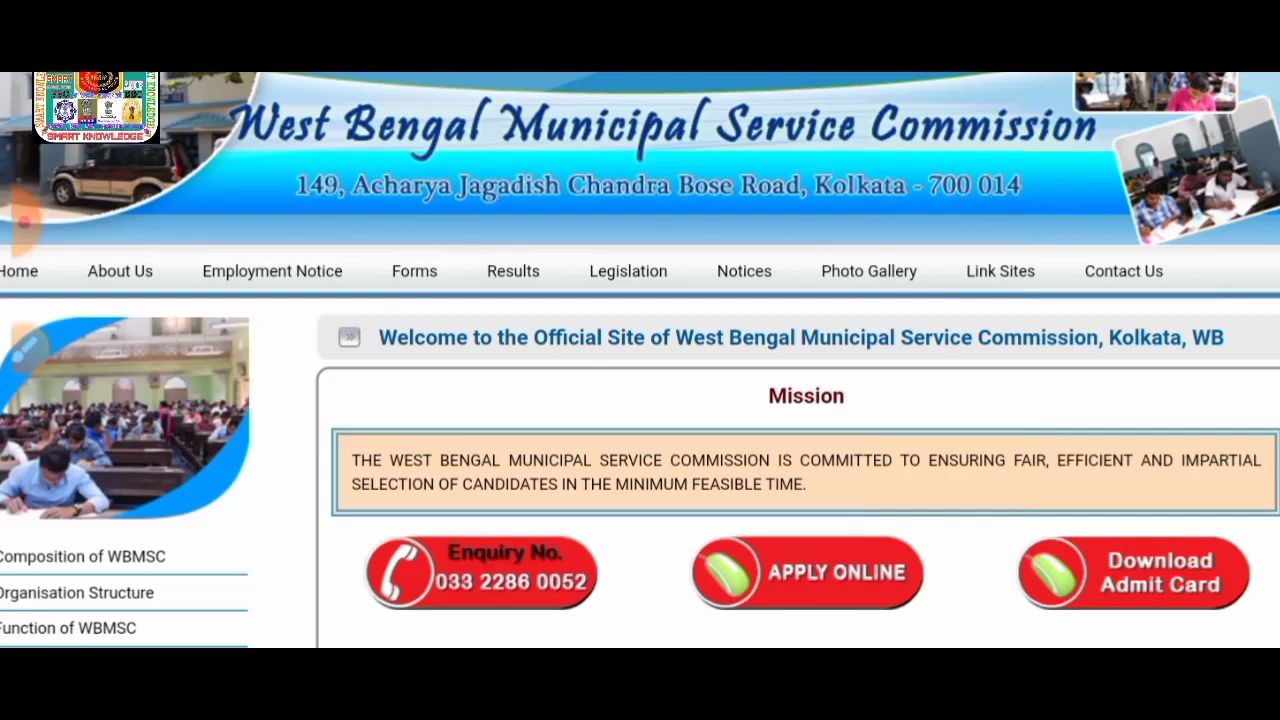 SMART KNOWLEDGE
West Bengal Municipal Service Commission
149, Acharya Jagadish Chandra Bose Road, Kolkata - 700 014
Home About Us Employment Notice Forms Results Legislation Notices Photo Gallery Link Sites Contact Us
Welcome to the Official Site of West Bengal Municipal Service Commission, Kolkata, WB
Mission
THE WEST BENGAL MUNICIPAL SERVICE COMMISSION IS COMMITTED TO ENSURING FAIR, EFFICIENT AND IMPARTIAL
SELECTION OF CANDIDATES IN THE MINIMUM FEASIBLE TIME.
Enquiry No.
033 2286 0052
APPLY ONLINE
Download
Admit Card
Composition of WBMSC
Organisation Structure
Function of WBMSC